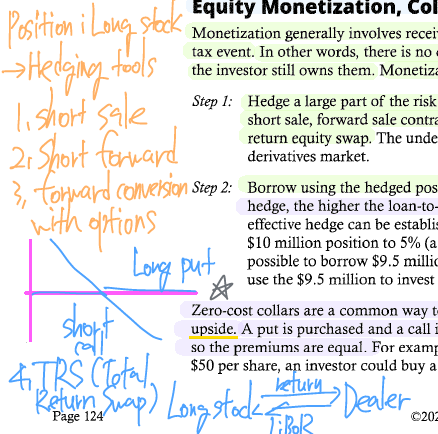 Equity Monetization, Col
Position: Long stock
→Hedging tools
1, short sale
2, Short forward
3, forward conversion
with options
Monetization generally involves recei
tax event. In other words, there is no
the investor still owns them. Monetiz
Step 1: Hedge a large part of the risk
short sale, forward sale contra
return equity swap. The unde
derivatives market.
Step 2: Borrow using the hedged pos
hedge, the higher the loan-to-
effective hedge can be establis
$10 million position to 5% (a
possible to borrow $9.5 millio
use the $9.5 million to invest
Long put
short
call
Zero-cost collars are a common way t
upside. A put is purchased and a call i
so the premiums are equal. For examp
$50 per share, an investor could buy a
4, TRS (Total
Return Swap)
Long stock return Dealer
LiBoR
Page 124
©202